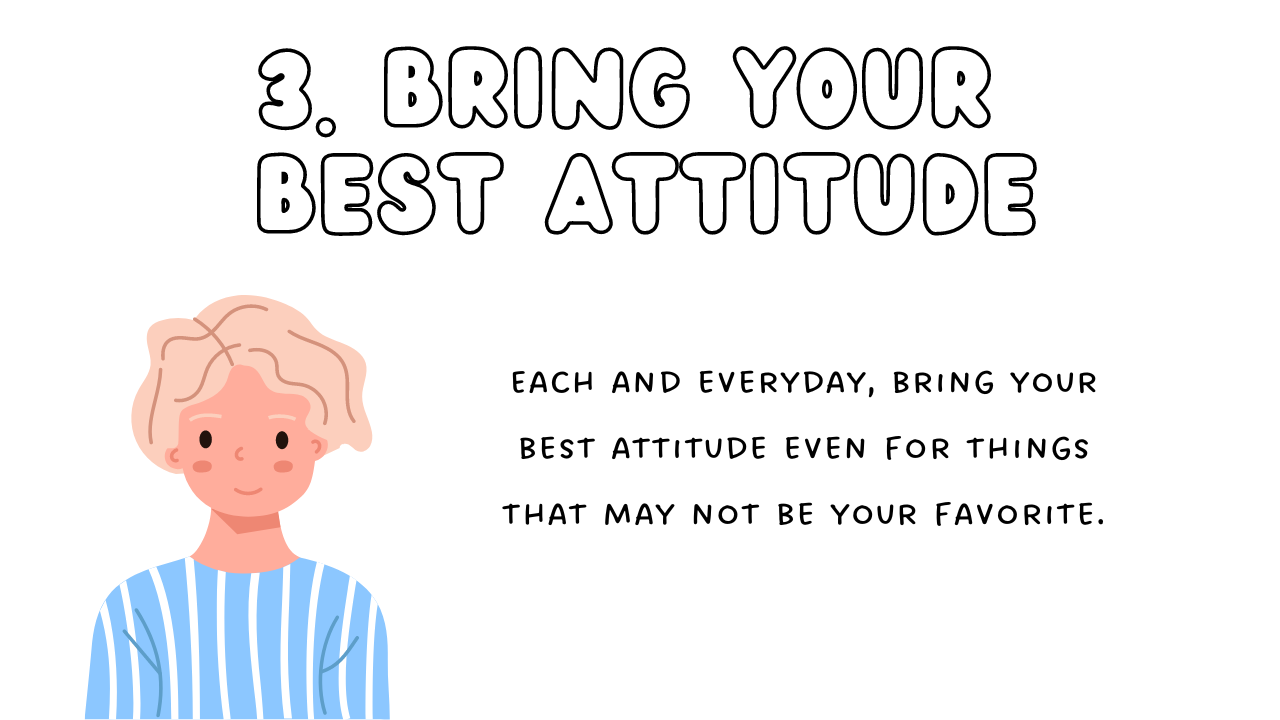 3. BRING YOUR
BEST ATTITUDE
EACH AND EVERYDAY, BRING YOUR
BEST ATTITUDE EVEN FOR THINGS
THAT MAY NOT BE YOUR FAVORITE.